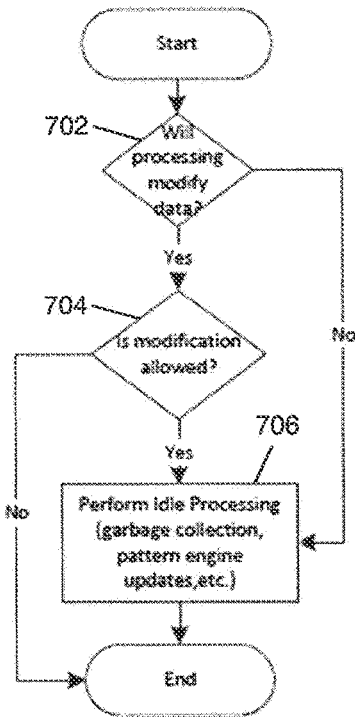 Start
702
Will
processing
modify
data?
Yes
704
Is modification
allowed?
No
706
Yes
No
Perform Idle Processing
(garbage collection,
pattern engine
updates,etc.)
End